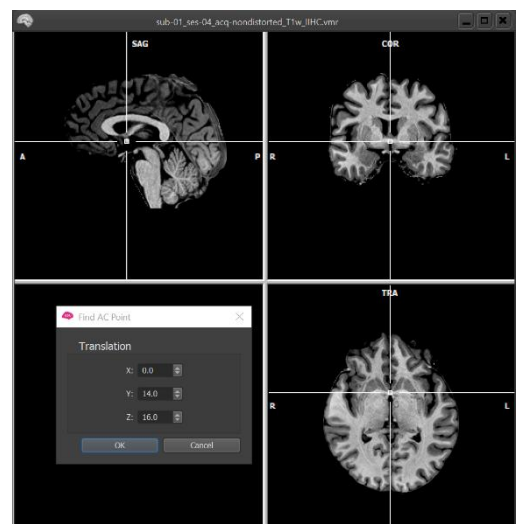 sub-01_ses-04_acq-nondistorted_T1w_IIHC.vmr
SAG
A
P
COR
R
L
Find AC Point
Translation
X: 0.0
Y: 14.0
Z: 16.0
OK Cancel
TRA
R
L